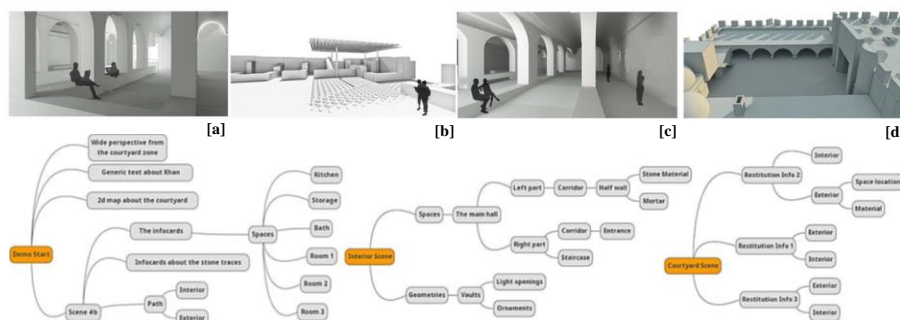 [a]
[b]
[c]
[d]
Wide perspective from
the courtyard zone
Generic text about Khan
2d map about the courtyard
Demo Start
The infocards
Infocards about the stone traces
Scene #b
Path
Interior
Exterior
Spaces
Kitchen
Storage
Bath
Room 1
Room 2
Room 3
Interior Scene
Spaces
The main hall
Left part
Corridor
Half wall
Stone Material
Mortar
Right part
Corridor
Entrance
Staircase
Geometries
Vaults
Light openings
Ornaments
Courtyard Scene
Restitution Info 2
Interior
Exterior
Space location
Material
Restitution Info 1
Exterior
Interior
Restitution Info 3
Exterior
Interior